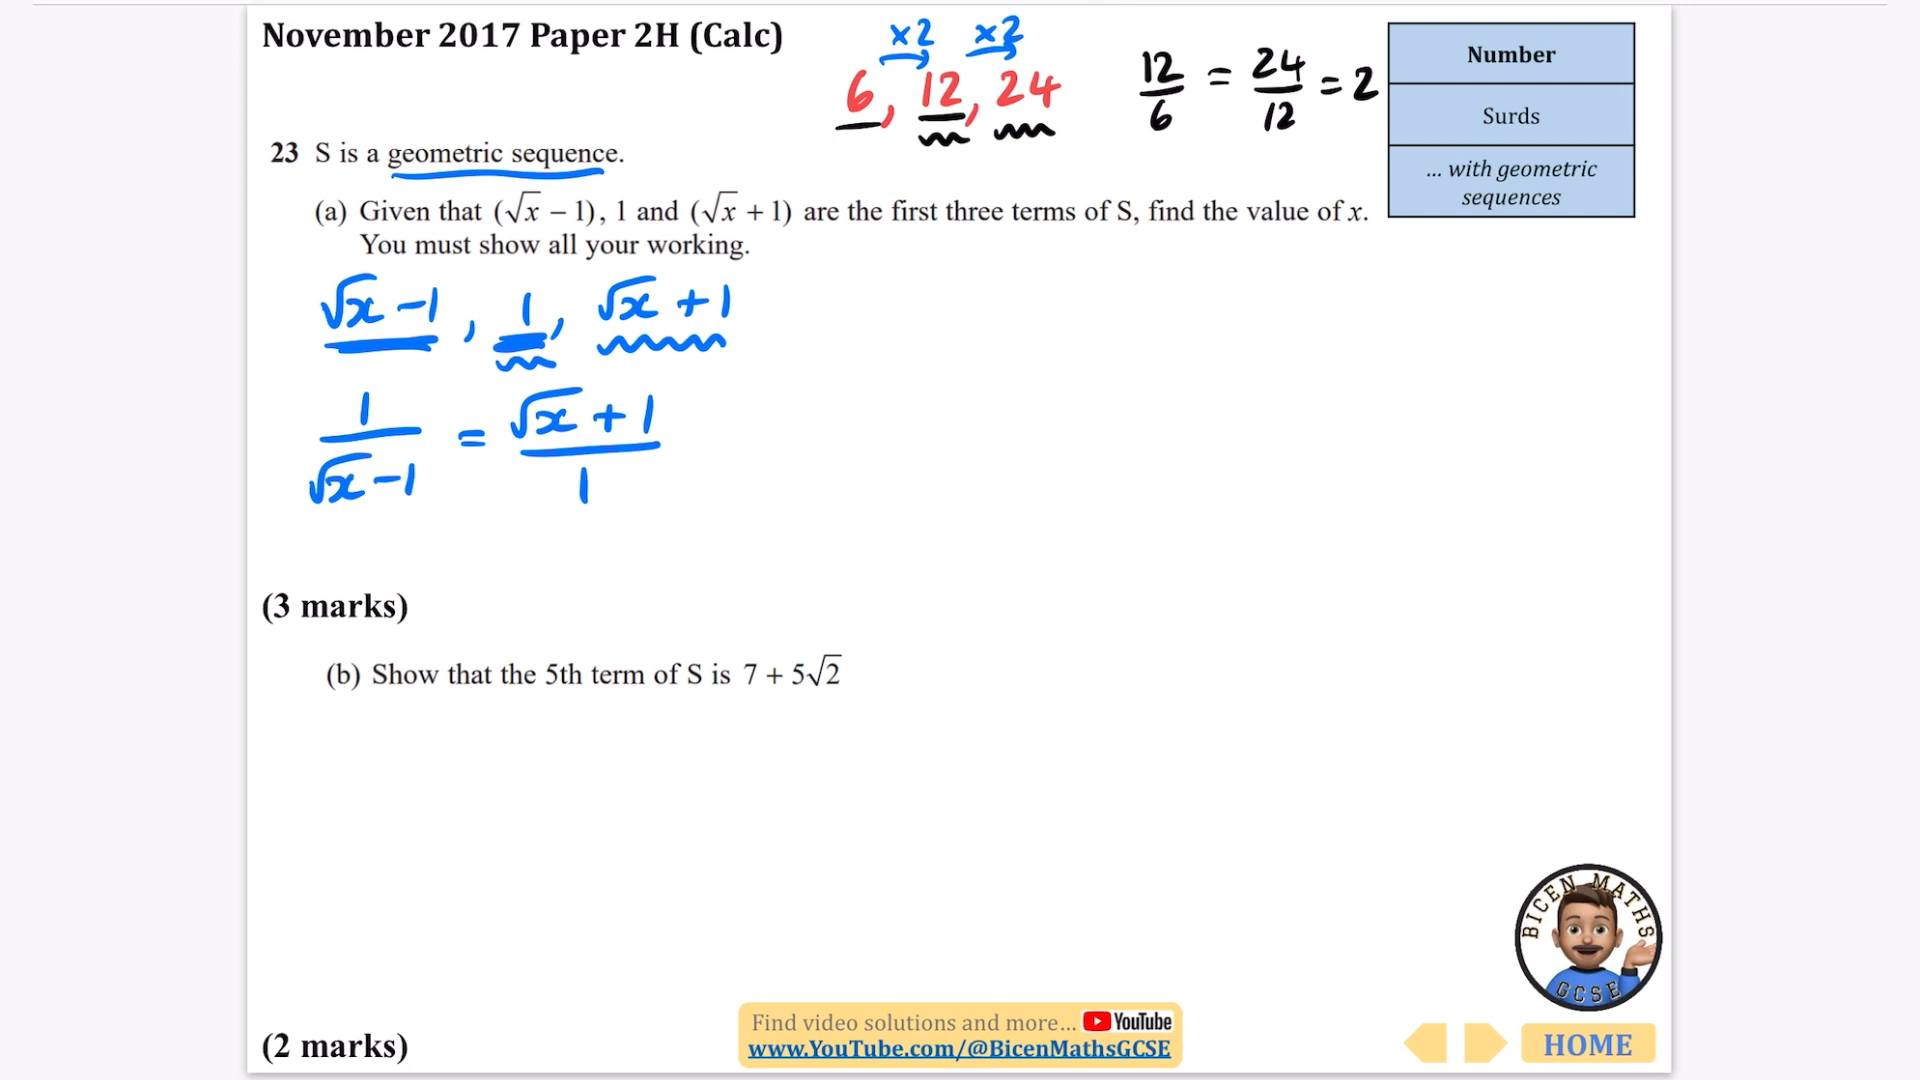 November 2017 Paper 2H (Calc)
×2 ×2
6, 12, 24
12/6 = 24/12 = 2
Number
Surds
... with geometric
sequences
23 S is a geometric sequence.
(a) Given that (√x − 1), 1 and (√x + 1) are the first three terms of S, find the value of x.
You must show all your working.
√x −1, 1, √x +1
1/(√x −1) = (√x + 1)/1
(3 marks)
(b) Show that the 5th term of S is 7 + 5√2
BICEN MATHS
GCSE
(2 marks)
Find video solutions and more... YouTube
www.YouTube.com/@BicenMathsGCSE
HOME